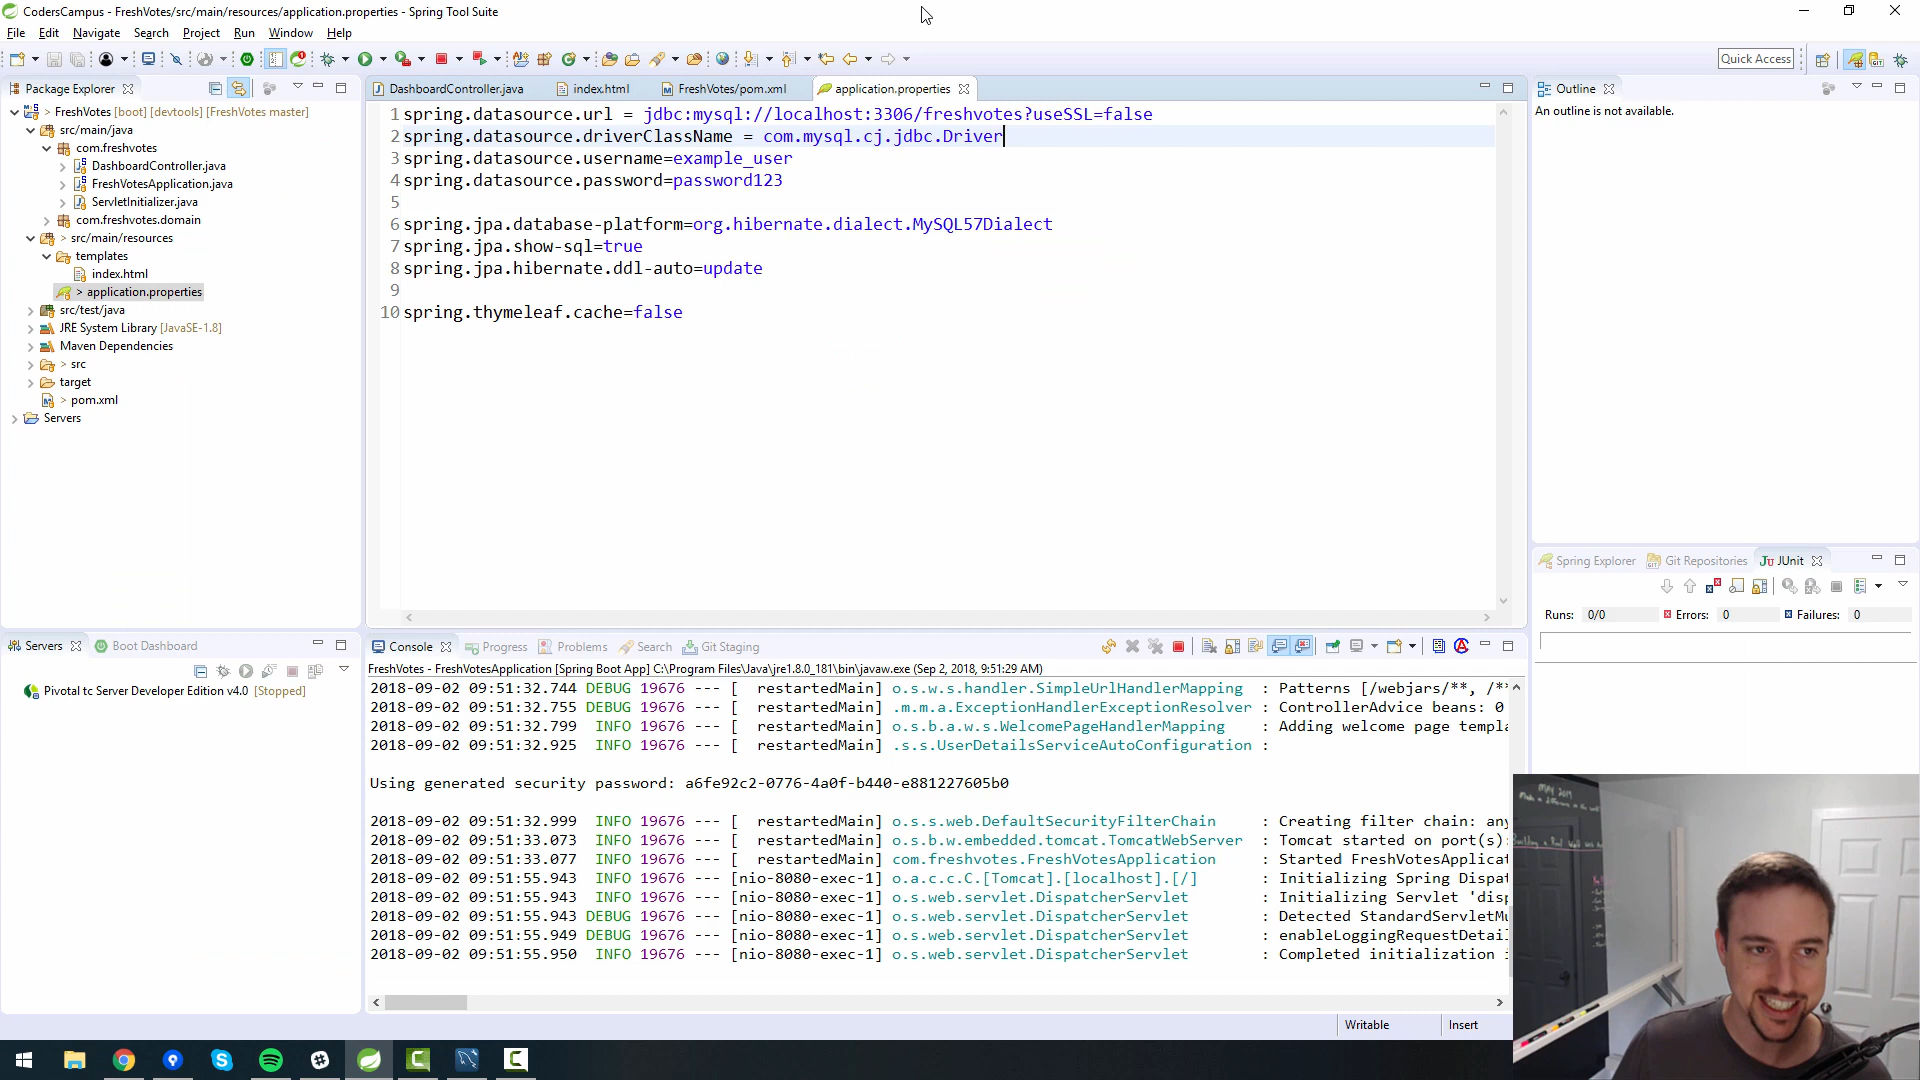 CodersCampus - FreshVotes/src/main/resources/application.properties - Spring Tool Suite
File Edit Navigate Search Project Run Window Help
Quick Access
Package Explorer
FreshVotes [boot] [devtools] [FreshVotes master]
src/main/java
com.freshvotes
DashboardController.java
FreshVotesApplication.java
ServletInitializer.java
com.freshvotes.domain
src/main/resources
templates
index.html
application.properties
src/test/java
JRE System Library [JavaSE-1.8]
Maven Dependencies
src
target
pom.xml
Servers
DashboardController.java index.html FreshVotes/pom.xml application.properties
1 spring.datasource.url = jdbc:mysql://localhost:3306/freshvotes?useSSL=false
2 spring.datasource.driverClassName = com.mysql.cj.jdbc.Driver
3 spring.datasource.username=example_user
4 spring.datasource.password=password123
5
6 spring.jpa.database-platform=org.hibernate.dialect.MySQL57Dialect
7 spring.jpa.show-sql=true
8 spring.jpa.hibernate.ddl-auto=update
9
10 spring.thymeleaf.cache=false
Outline
An outline is not available.
Spring Explorer Git Repositories JUnit
Runs: 0/0 Errors: 0 Failures: 0
Servers Boot Dashboard
Pivotal tc Server Developer Edition v4.0 [Stopped]
Console Progress Problems Search Git Staging
FreshVotes - FreshVotesApplication [Spring Boot App] C:\Program Files\Java\jre1.8.0_181\bin\javaw.exe (Sep 2, 2018, 9:51:29 AM)
2018-09-02 09:51:32.744 DEBUG 19676 --- [ restartedMain] o.s.w.s.handler.SimpleUrlHandlerMapping : Patterns [/webjars/**, /**
2018-09-02 09:51:32.755 DEBUG 19676 --- [ restartedMain] .m.m.a.ExceptionHandlerExceptionResolver : ControllerAdvice beans: 0
2018-09-02 09:51:32.799 INFO 19676 --- [ restartedMain] o.s.b.a.w.s.WelcomePageHandlerMapping : Adding welcome page templa
2018-09-02 09:51:32.925 INFO 19676 --- [ restartedMain] .s.s.UserDetailsServiceAutoConfiguration :
Using generated security password: a6fe92c2-0776-4a0f-b440-e881227605b0
2018-09-02 09:51:32.999 INFO 19676 --- [ restartedMain] o.s.s.web.DefaultSecurityFilterChain : Creating filter chain: any
2018-09-02 09:51:33.073 INFO 19676 --- [ restartedMain] o.s.b.w.embedded.tomcat.TomcatWebServer : Tomcat started on port(s):
2018-09-02 09:51:33.077 INFO 19676 --- [ restartedMain] com.freshvotes.FreshVotesApplication : Started FreshVotesApplicat
2018-09-02 09:51:55.943 INFO 19676 --- [nio-8080-exec-1] o.a.c.c.C.[Tomcat].[localhost].[/] : Initializing Spring Dispa
2018-09-02 09:51:55.943 INFO 19676 --- [nio-8080-exec-1] o.s.web.servlet.DispatcherServlet : Initializing Servlet 'disp
2018-09-02 09:51:55.943 DEBUG 19676 --- [nio-8080-exec-1] o.s.web.servlet.DispatcherServlet : Detected StandardServletMu
2018-09-02 09:51:55.949 DEBUG 19676 --- [nio-8080-exec-1] o.s.web.servlet.DispatcherServlet : enableLoggingRequestDetail
2018-09-02 09:51:55.950 INFO 19676 --- [nio-8080-exec-1] o.s.web.servlet.DispatcherServlet : Completed initialization i
Writable Insert